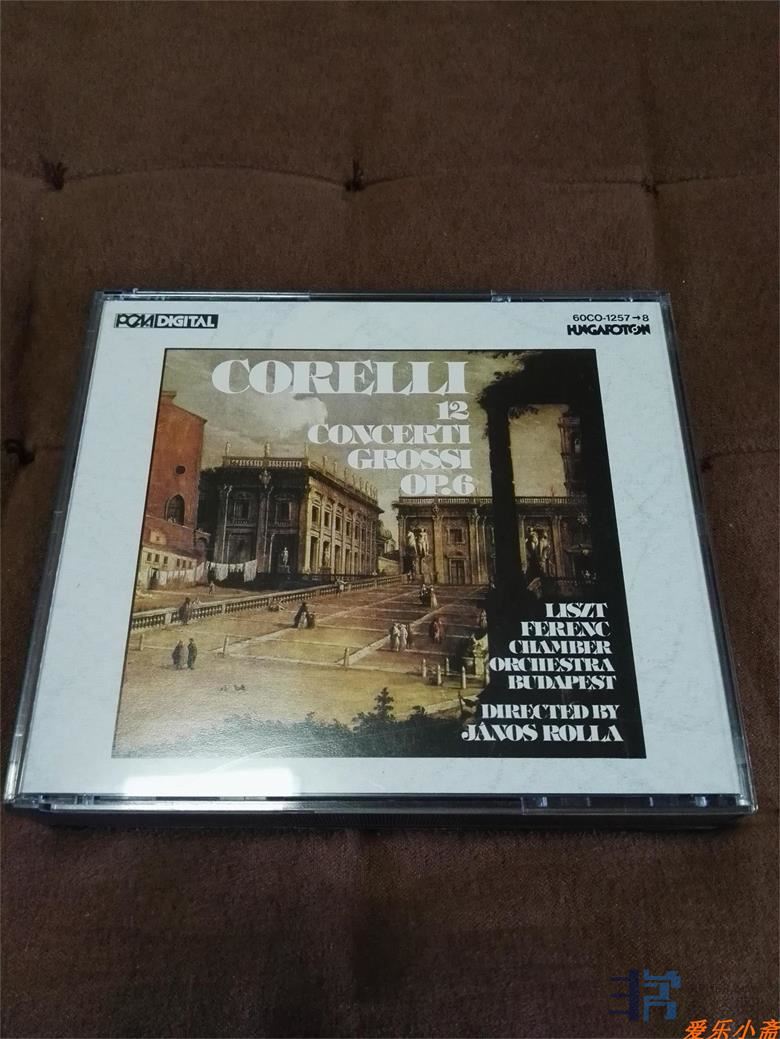 PCM DIGITAL
60CO-1257→8
HUNGAROTON
CORELLI
12
CONCERTI
GROSSI
OP.6
LISZT
FERENC
CHAMBER
ORCHESTRA
BUDAPEST
DIRECTED BY
JÁNOS ROLLA
爱乐小斋